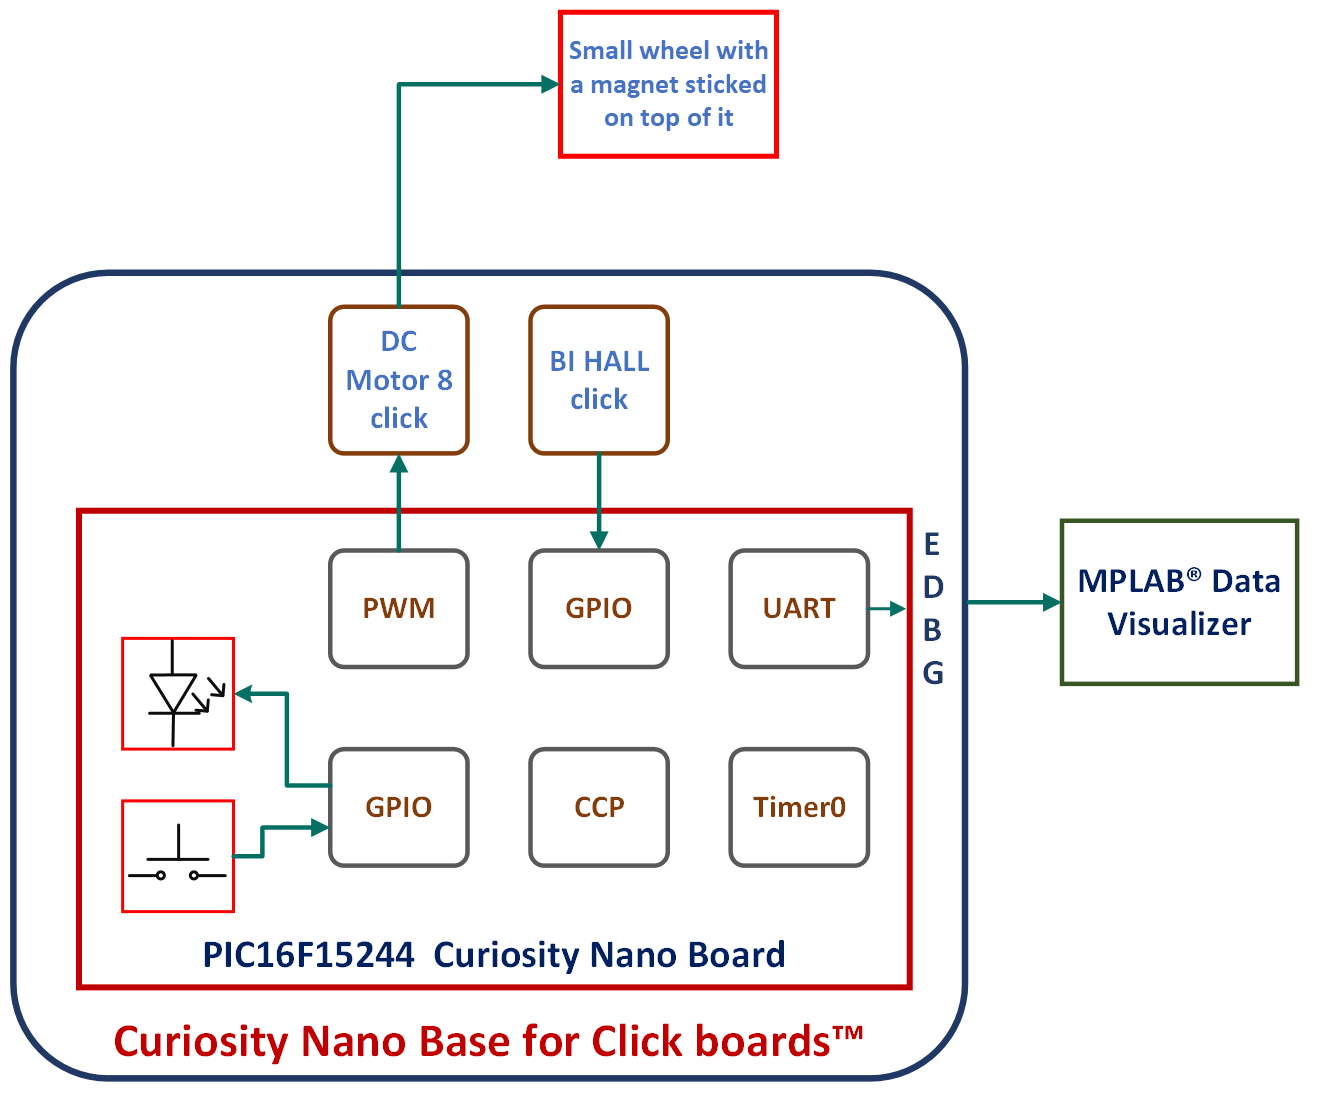 Small wheel with
a magnet sticked
on top of it
DC
Motor 8
click
BI HALL
click
E
D
B
G
MPLAB® Data
Visualizer
PWM
GPIO
UART
GPIO
CCP
Timer0
PIC16F15244 Curiosity Nano Board
Curiosity Nano Base for Click boards™